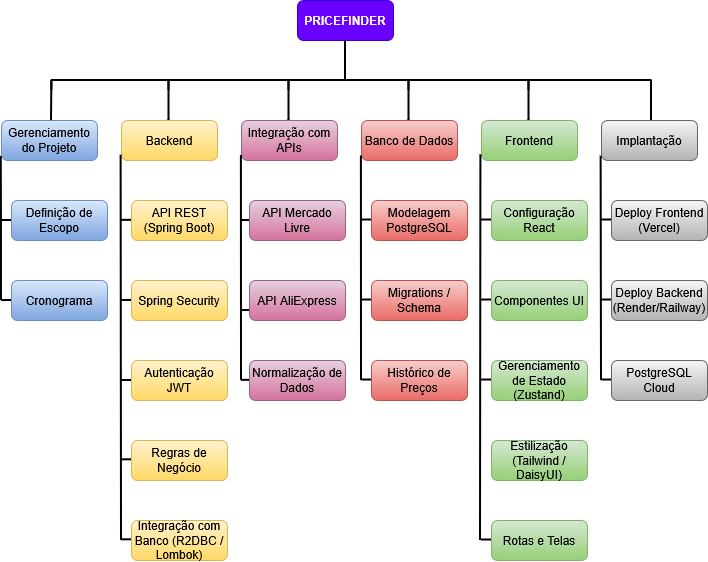 PRICEFINDER
Gerenciamento
do Projeto
Definição de
Escopo
Cronograma
Backend
API REST
(Spring Boot)
Spring Security
Autenticação
JWT
Regras de
Negócio
Integração com
Banco (R2DBC /
Lombok)
Integração com
APIs
API Mercado
Livre
API AliExpress
Normalização de
Dados
Banco de Dados
Modelagem
PostgreSQL
Migrations /
Schema
Histórico de
Preços
Frontend
Configuração
React
Componentes UI
Gerenciamento
de Estado
(Zustand)
Estilização
(Tailwind /
DaisyUI)
Rotas e Telas
Implantação
Deploy Frontend
(Vercel)
Deploy Backend
(Render/Railway)
PostgreSQL
Cloud